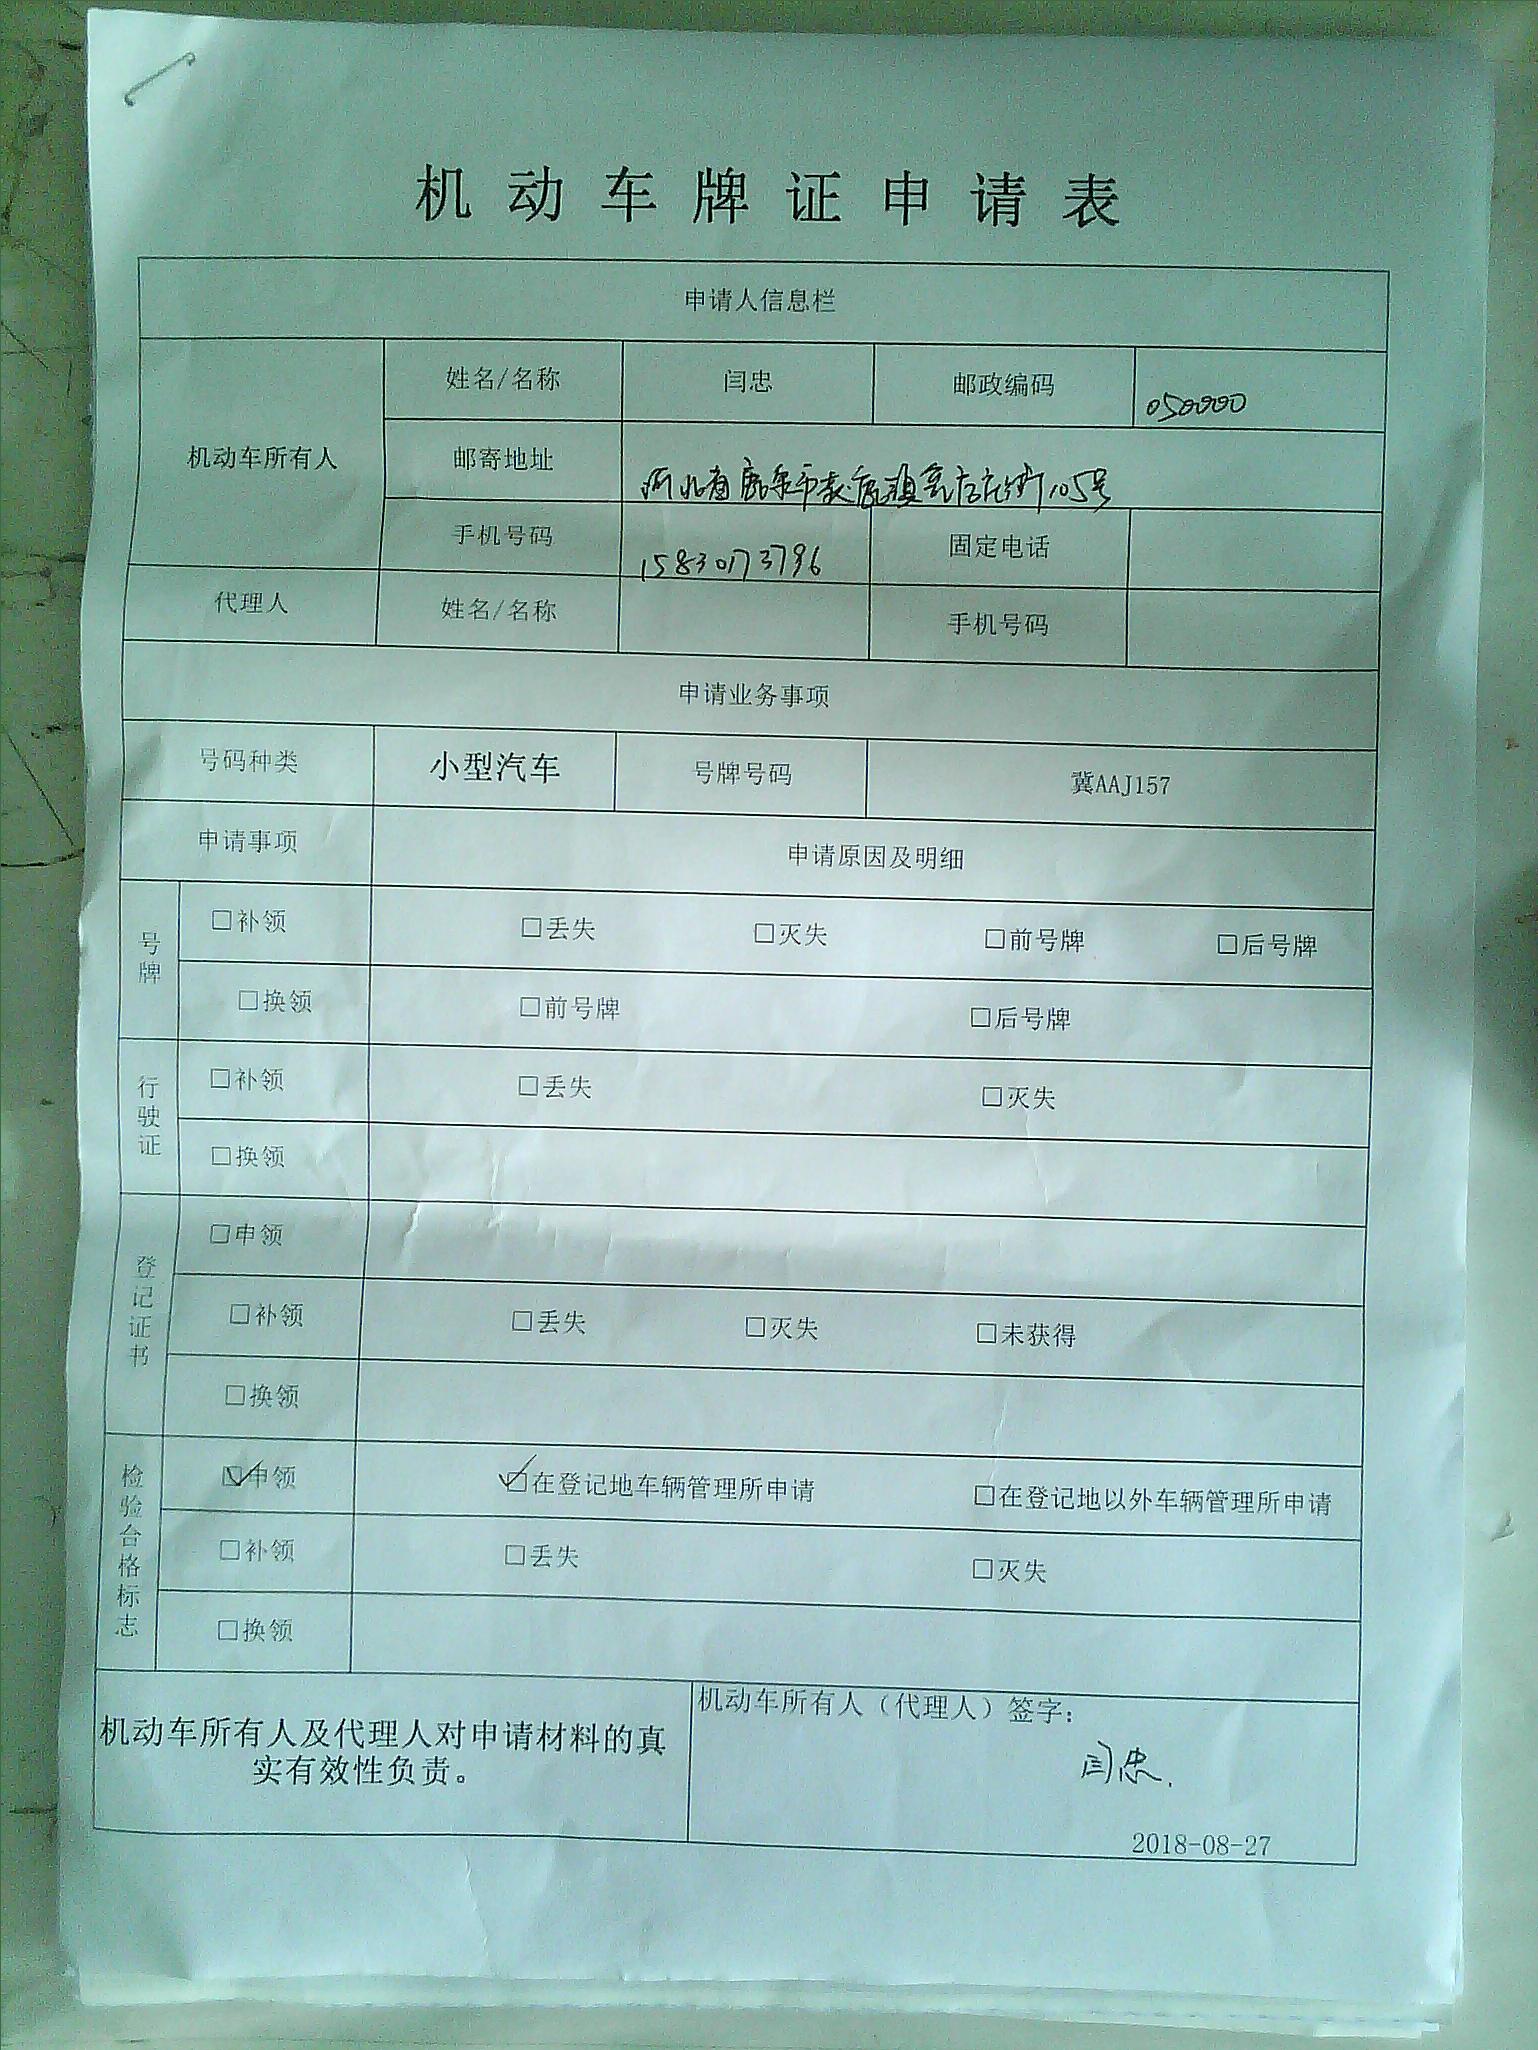 机动车牌证申请表
申请人信息栏
机动车所有人 姓名/名称 闫忠 邮政编码 050000
邮寄地址 河北省鹿泉市获鹿镇 街105号
手机号码 15830173796 固定电话
代理人 姓名/名称 手机号码
申请业务事项
号码种类 小型汽车 号牌号码 冀AAJ157
申请事项 申请原因及明细
号牌 □补领 □丢失 □灭失 □前号牌 □后号牌
□换领 □前号牌 □后号牌
行驶证 □补领 □丢失 □灭失
□换领
登记证书 □申领
□补领 □丢失 □灭失 □未获得
□换领
检验合格标志 ☑申领 ☑在登记地车辆管理所申请 □在登记地以外车辆管理所申请
□补领 □丢失 □灭失
□换领
机动车所有人及代理人对申请材料的真
实有效性负责。
机动车所有人（代理人）签字：
闫忠.
2018-08-27